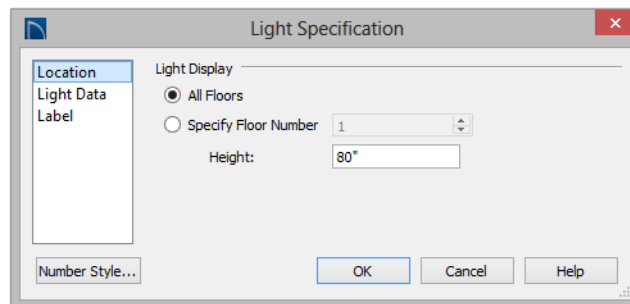 Light Specification
Location
Light Data
Label
Light Display
All Floors
Specify Floor Number 1
Height: 80"
Number Style...
OK
Cancel
Help